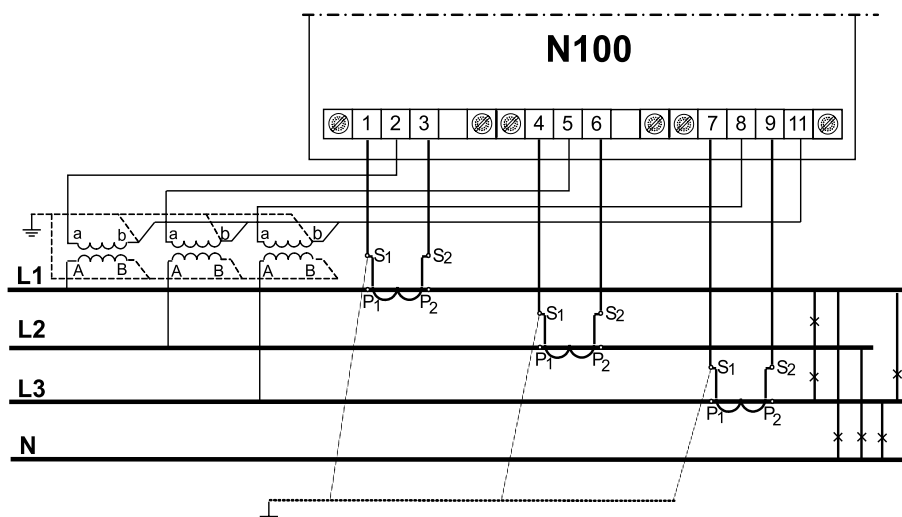 N100
1 2 3 4 5 6 7 8 9 11
a b a b a b
A B A B A B
S1 S2
L1
P1 P2
S1 S2
L2
P1 P2
S1 S2
L3
P1 P2
N